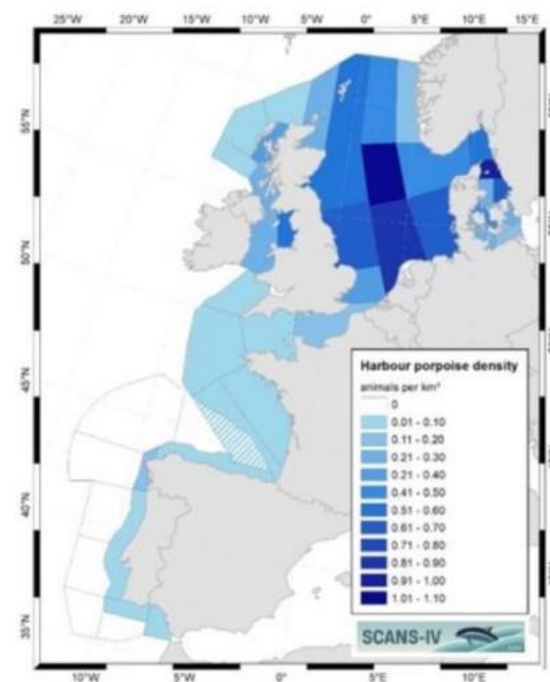 25°W 20°W 15°W 10°W 5°W 0° 5°E 10°E 15°E
55°N
50°N
45°N
40°N
35°N
Harbour porpoise density
animals per km²
0
0.01 - 0.10
0.11 - 0.20
0.21 - 0.30
0.21 - 0.40
0.41 - 0.50
0.51 - 0.60
0.61 - 0.70
0.71 - 0.80
0.81 - 0.90
0.91 - 1.00
1.01 - 1.10
SCANS-IV
10°W 5°W 0° 5°E 10°E